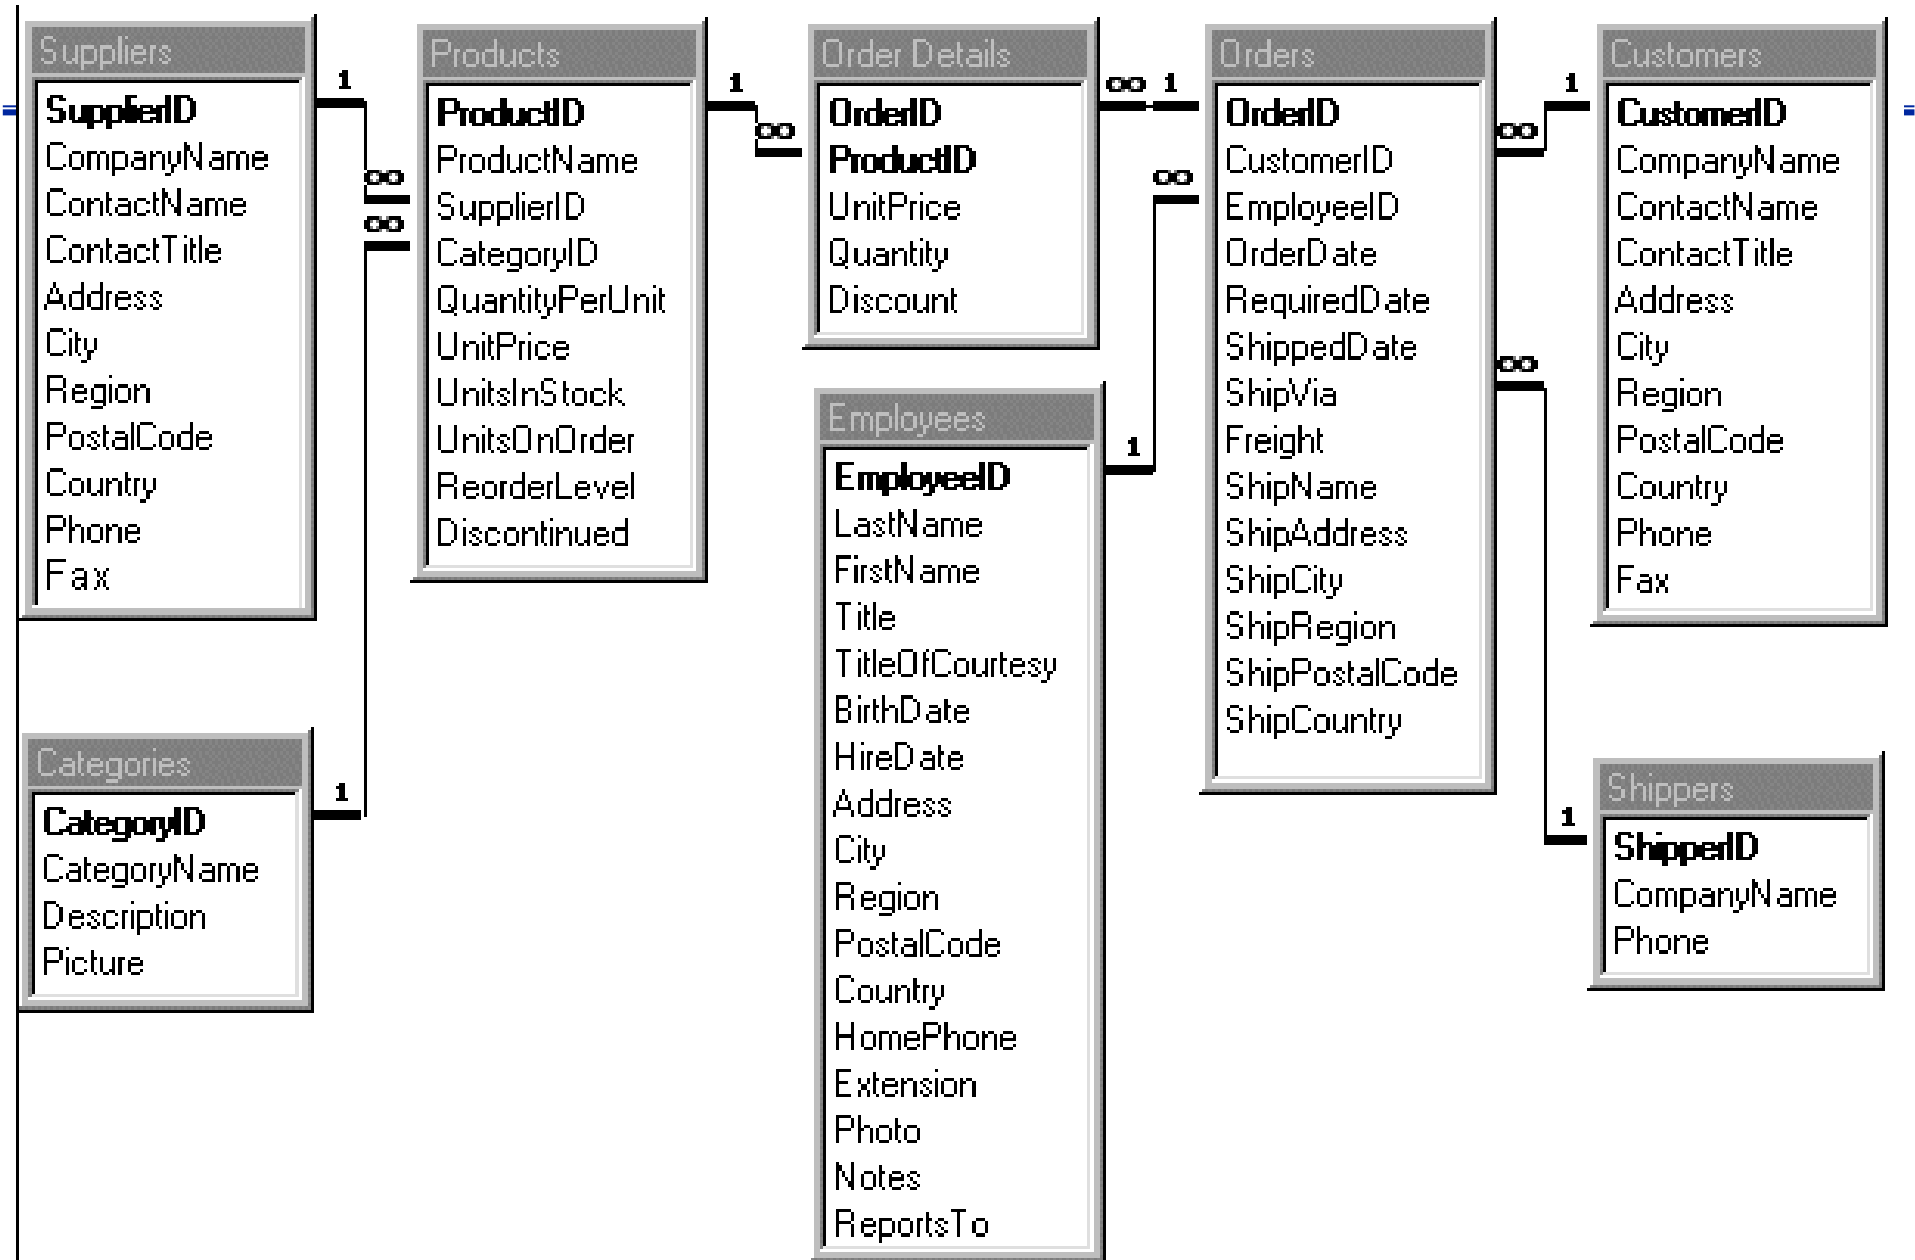 Suppliers
SupplierID
CompanyName
ContactName
ContactTitle
Address
City
Region
PostalCode
Country
Phone
Fax
1
∞
∞
Products
ProductID
ProductName
SupplierID
CategoryID
QuantityPerUnit
UnitPrice
UnitsInStock
UnitsOnOrder
ReorderLevel
Discontinued
1
∞
Order Details
OrderID
ProductID
UnitPrice
Quantity
Discount
∞ 1
∞
Orders
OrderID
CustomerID
EmployeeID
OrderDate
RequiredDate
ShippedDate
ShipVia
Freight
ShipName
ShipAddress
ShipCity
ShipRegion
ShipPostalCode
ShipCountry
1
∞
∞
Customers
CustomerID
CompanyName
ContactName
ContactTitle
Address
City
Region
PostalCode
Country
Phone
Fax
Categories
CategoryID
CategoryName
Description
Picture
1
Employees
EmployeeID
LastName
FirstName
Title
TitleOfCourtesy
BirthDate
HireDate
Address
City
Region
PostalCode
Country
HomePhone
Extension
Photo
Notes
ReportsTo
1
1
Shippers
ShipperID
CompanyName
Phone